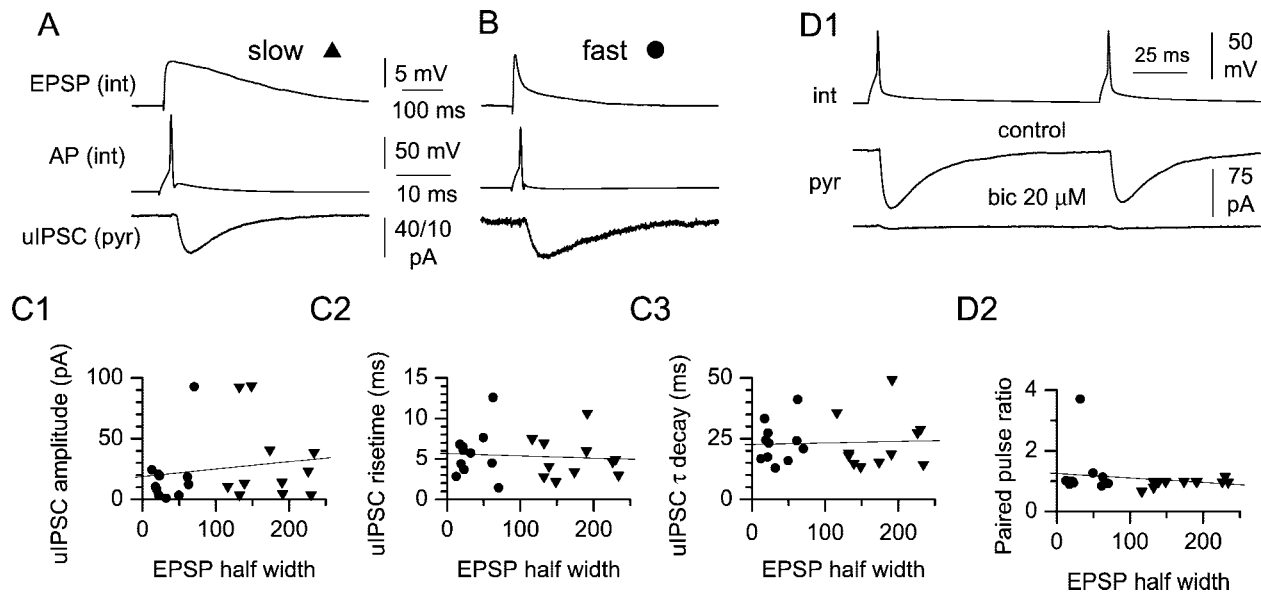 A
slow ▲
B
fast ●
D1
EPSP (int)
5 mV
100 ms
AP (int)
50 mV
10 ms
uIPSC (pyr)
40/10
pA
25 ms
50
mV
int
control
pyr
bic 20 μM
75
pA
C1
C2
C3
D2
uIPSC amplitude (pA)
100
50
0
0 100 200
EPSP half width
uIPSC risetime (ms)
15
10
5
0
0 100 200
EPSP half width
uIPSC τ decay (ms)
50
25
0
0 100 200
EPSP half width
Paired pulse ratio
4
2
0
0 100 200
EPSP half width